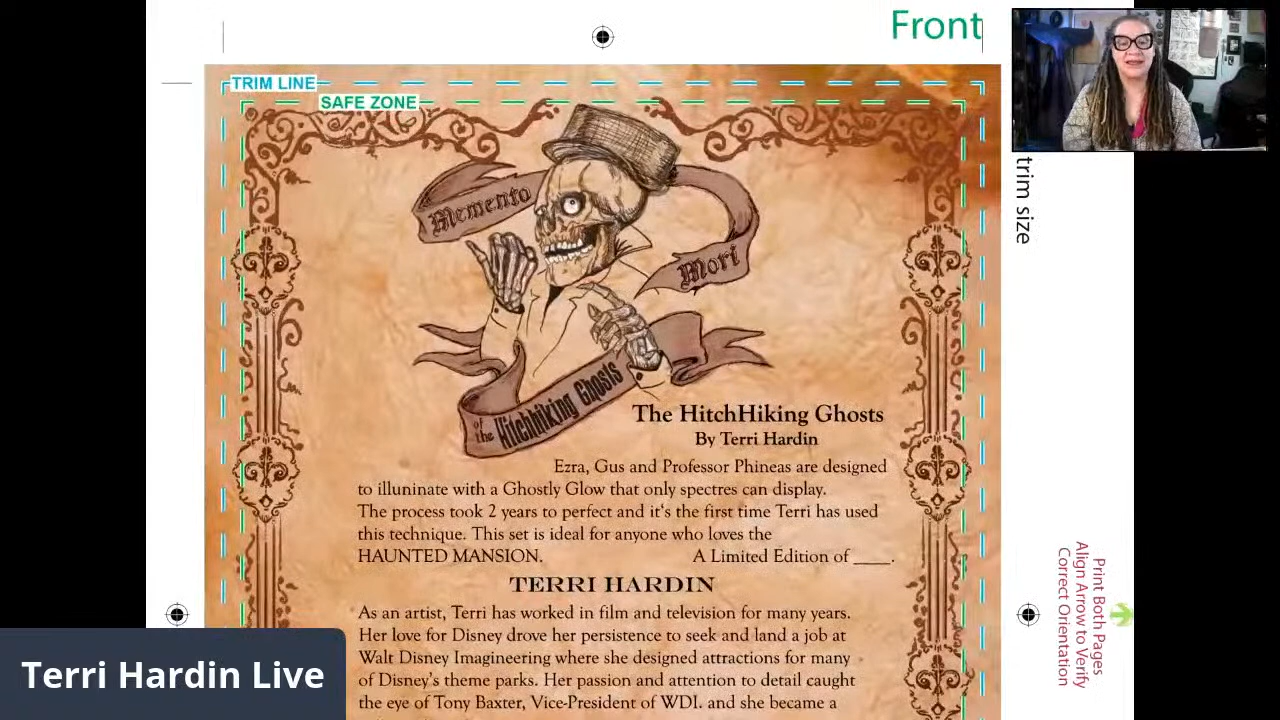 Front
TRIM LINE
SAFE ZONE
trim size
Memento
Mori
of the Hitchhiking Ghosts
The HitchHiking Ghosts
By Terri Hardin
Ezra, Gus and Professor Phineas are designed
to illuninate with a Ghostly Glow that only spectres can display.
The process took 2 years to perfect and it's the first time Terri has used
this technique. This set is ideal for anyone who loves the
HAUNTED MANSION. A Limited Edition of ____.
TERRI HARDIN
As an artist, Terri has worked in film and television for many years.
Her love for Disney drove her persistence to seek and land a job at
Walt Disney Imagineering where she designed attractions for many
of Disney's theme parks. Her passion and attention to detail caught
the eye of Tony Baxter, Vice-President of WDI. and she became a
Print Both Pages
Align Arrow to Verify
Correct Orientation
Terri Hardin Live